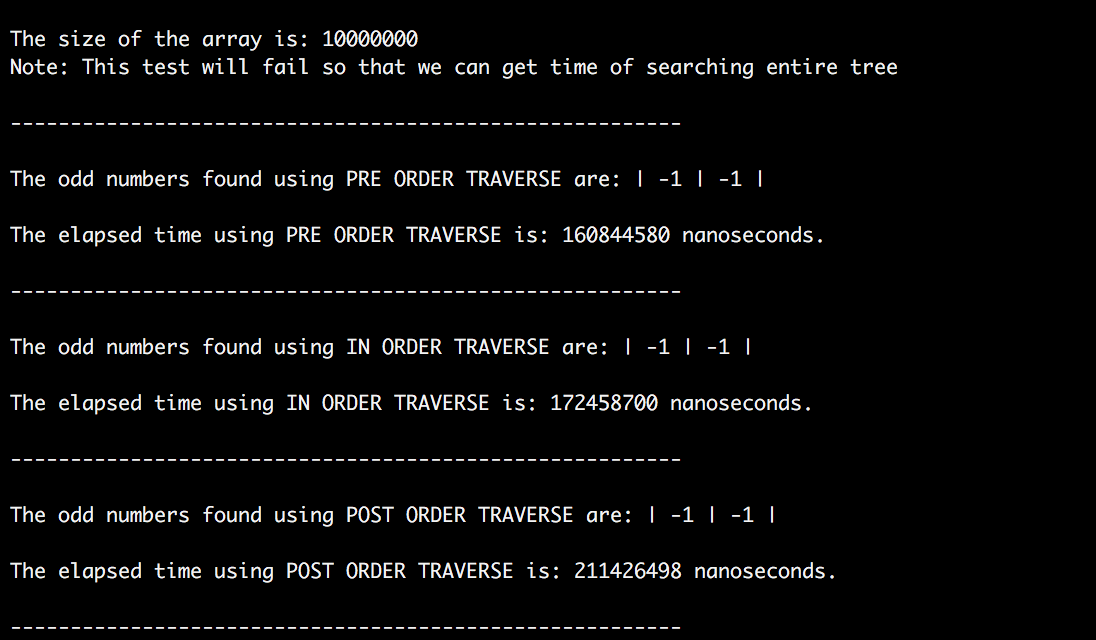 The size of the array is: 10000000
Note: This test will fail so that we can get time of searching entire tree
--------------------------------------------------------
The odd numbers found using PRE ORDER TRAVERSE are: | -1 | -1 |
The elapsed time using PRE ORDER TRAVERSE is: 160844580 nanoseconds.
--------------------------------------------------------
The odd numbers found using IN ORDER TRAVERSE are: | -1 | -1 |
The elapsed time using IN ORDER TRAVERSE is: 172458700 nanoseconds.
--------------------------------------------------------
The odd numbers found using POST ORDER TRAVERSE are: | -1 | -1 |
The elapsed time using POST ORDER TRAVERSE is: 211426498 nanoseconds.
--------------------------------------------------------